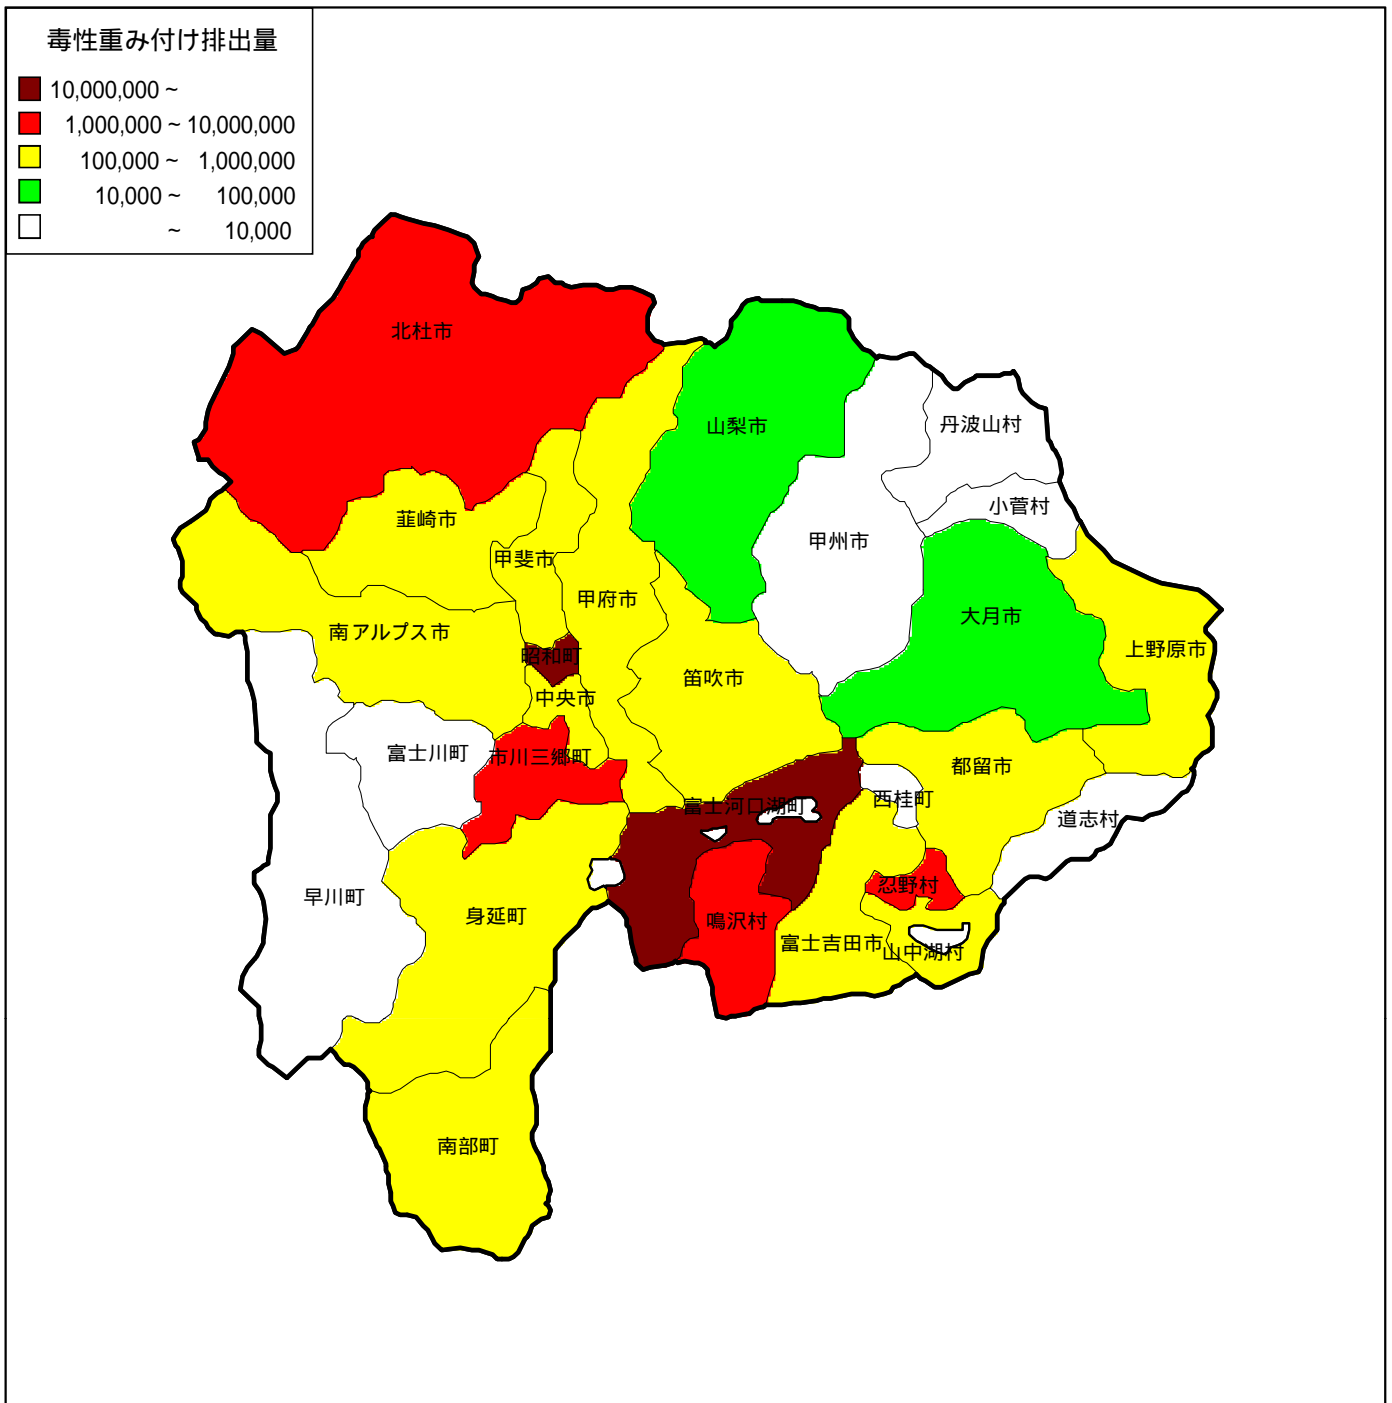 毒性重み付け排出量
10,000,000 ~
1,000,000 ~ 10,000,000
100,000 ~ 1,000,000
10,000 ~ 100,000
~ 10,000
北杜市
山梨市
丹波山村
小菅村
韮崎市
甲州市
甲斐市
甲府市
大月市
南アルプス市
上野原市
昭和町
笛吹市
中央市
富士川町
市川三郷町
都留市
富士河口湖町
西桂町
道志村
早川町
忍野村
身延町
鳴沢村
富士吉田市
山中湖村
南部町